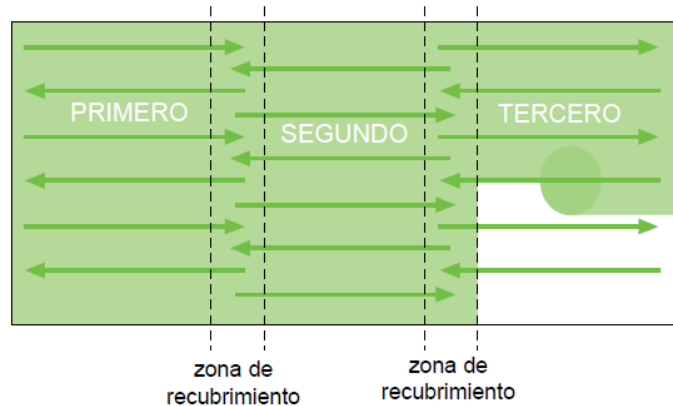 PRIMERO
SEGUNDO
TERCERO
zona de
recubrimiento
zona de
recubrimiento